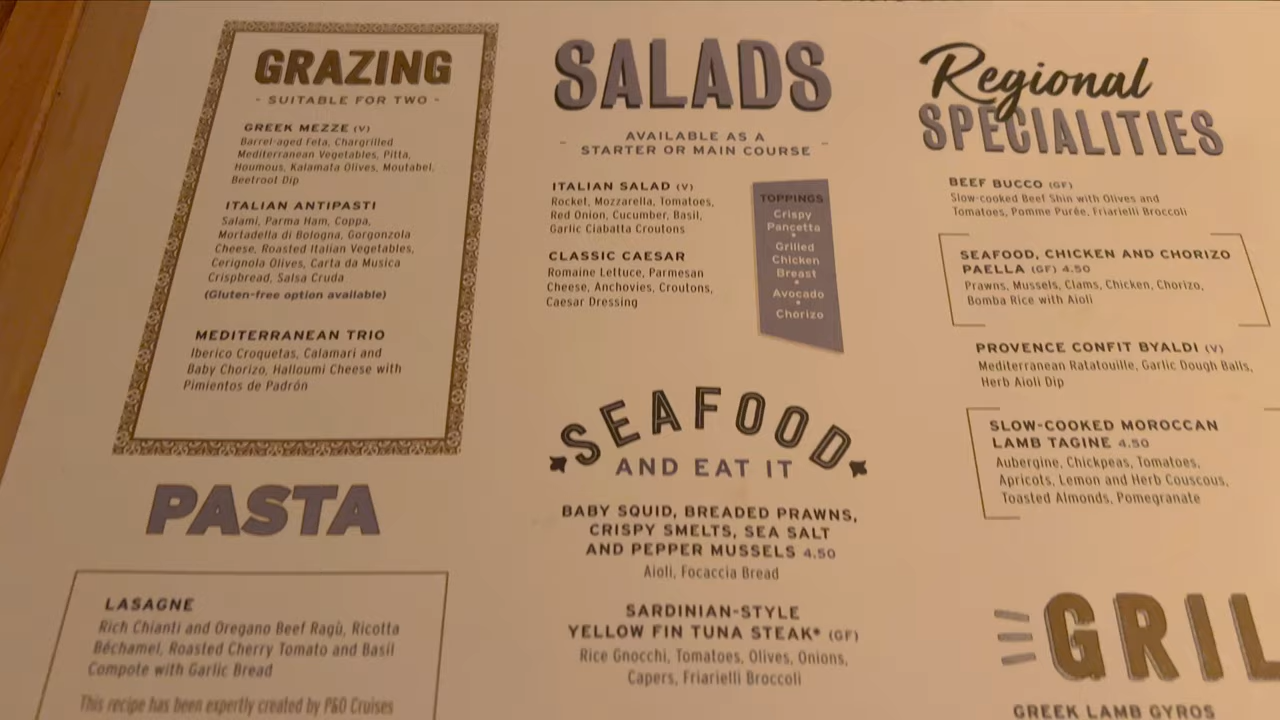 GRAZING
- SUITABLE FOR TWO -
GREEK MEZZE (V)
Barrel-aged Feta, Chargrilled
Mediterranean Vegetables, Pitta,
Houmous, Kalamata Olives, Moutabel,
Beetroot Dip
ITALIAN ANTIPASTI
Salami, Parma Ham, Coppa,
Mortadella di Bologna, Gorgonzola
Cheese, Roasted Italian Vegetables,
Cerignola Olives, Carta da Musica
Crispbread, Salsa Cruda
(Gluten-free option available)
MEDITERRANEAN TRIO
Iberico Croquetas, Calamari and
Baby Chorizo, Halloumi Cheese with
Pimientos de Padrón
PASTA
LASAGNE
Rich Chianti and Oregano Beef Ragù, Ricotta
Béchamel, Roasted Cherry Tomato and Basil
Compote with Garlic Bread
This recipe has been expertly created by P&O Cruises
SALADS
- AVAILABLE AS A -
STARTER OR MAIN COURSE
ITALIAN SALAD (V)
Rocket, Mozzarella, Tomatoes,
Red Onion, Cucumber, Basil,
Garlic Ciabatta Croutons
CLASSIC CAESAR
Romaine Lettuce, Parmesan
Cheese, Anchovies, Croutons,
Caesar Dressing
TOPPINGS
Crispy
Pancetta
•
Grilled
Chicken
Breast
•
Avocado
•
Chorizo
SEAFOOD
AND EAT IT
BABY SQUID, BREADED PRAWNS,
CRISPY SMELTS, SEA SALT
AND PEPPER MUSSELS 4.50
Aioli, Focaccia Bread
SARDINIAN-STYLE
YELLOW FIN TUNA STEAK* (GF)
Rice Gnocchi, Tomatoes, Olives, Onions,
Capers, Friarielli Broccoli
Regional
SPECIALITIES
BEEF BUCCO (GF)
Slow-cooked Beef Shin with Olives and
Tomatoes, Pomme Purée, Friarielli Broccoli
SEAFOOD, CHICKEN AND CHORIZO
PAELLA (GF) 4.50
Prawns, Mussels, Clams, Chicken, Chorizo,
Bomba Rice with Aioli
PROVENCE CONFIT BYALDI (V)
Mediterranean Ratatouille, Garlic Dough Balls,
Herb Aioli Dip
SLOW-COOKED MOROCCAN
LAMB TAGINE 4.50
Aubergine, Chickpeas, Tomatoes,
Apricots, Lemon and Herb Couscous,
Toasted Almonds, Pomegranate
GRIL
GREEK LAMB GYROS